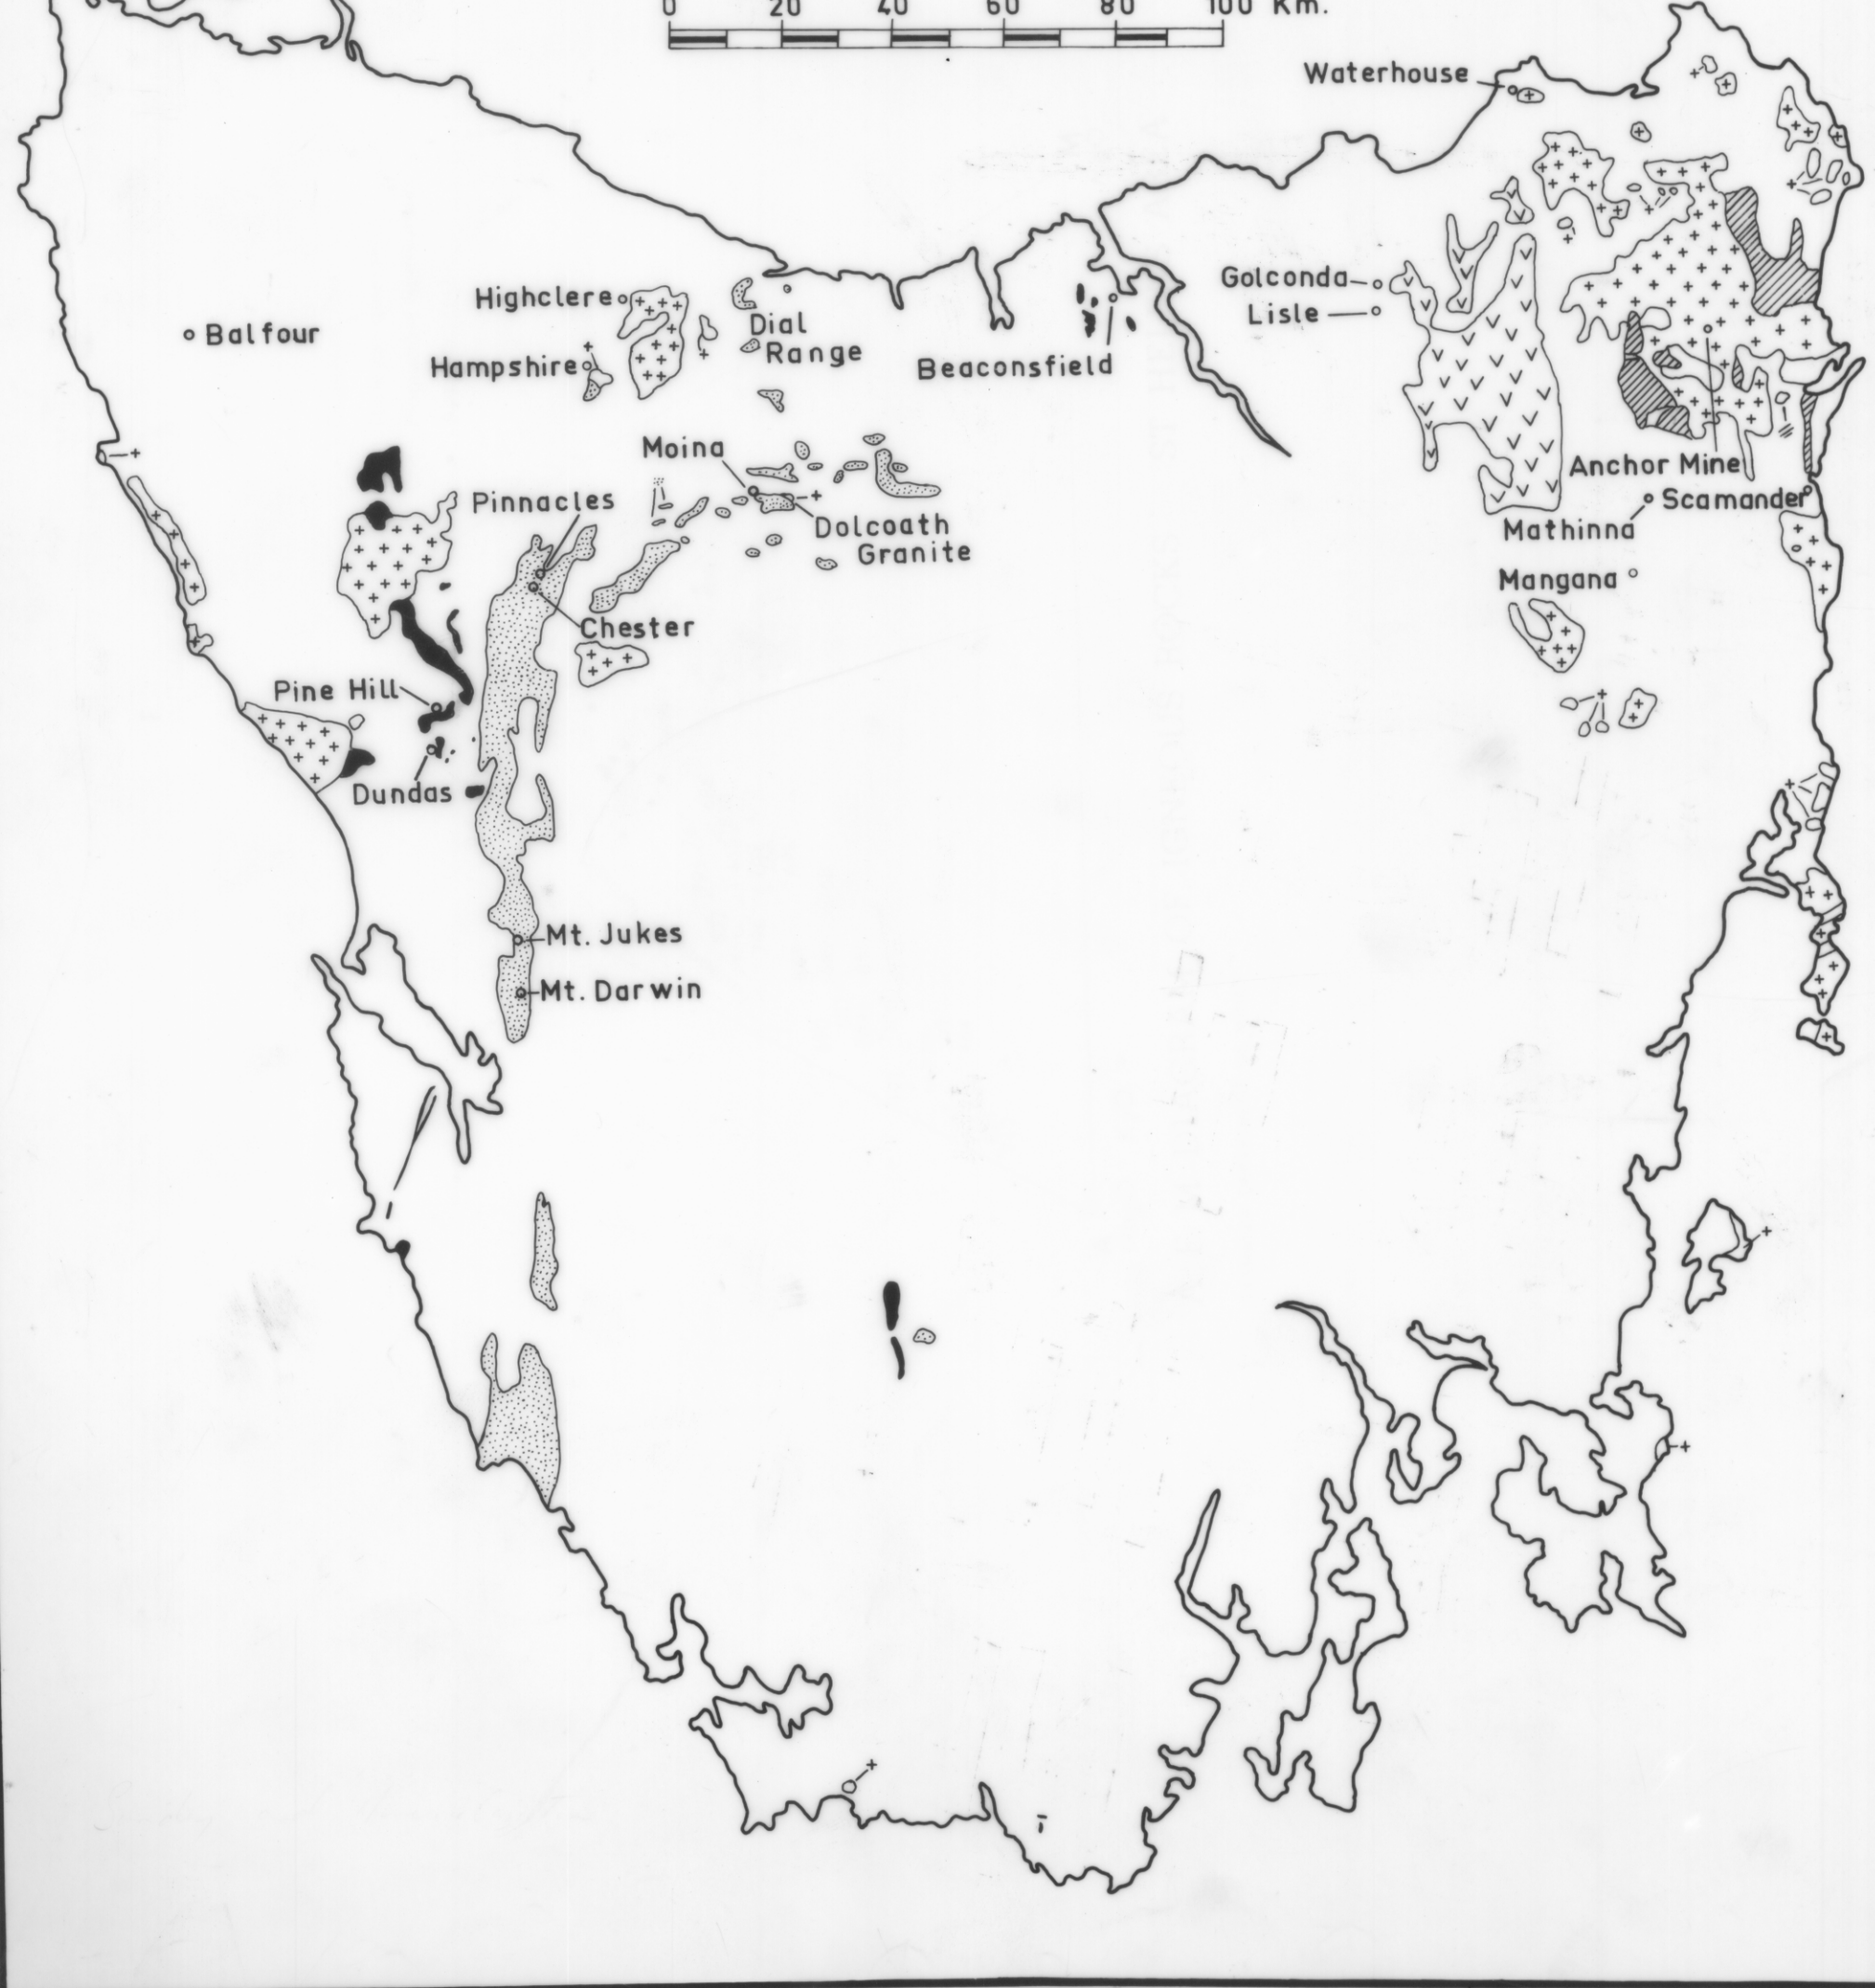 0 20 40 60 80 100 Km.
Waterhouse
Golconda
Lisle
Highclere
Balfour
Dial
Range
Hampshire
Beaconsfield
Moina
Anchor Mine
Pinnacles
Scamander
Dolcoath
Granite
Mathinna
Mangana
Chester
Pine Hill
Dundas
Mt. Jukes
Mt. Darwin